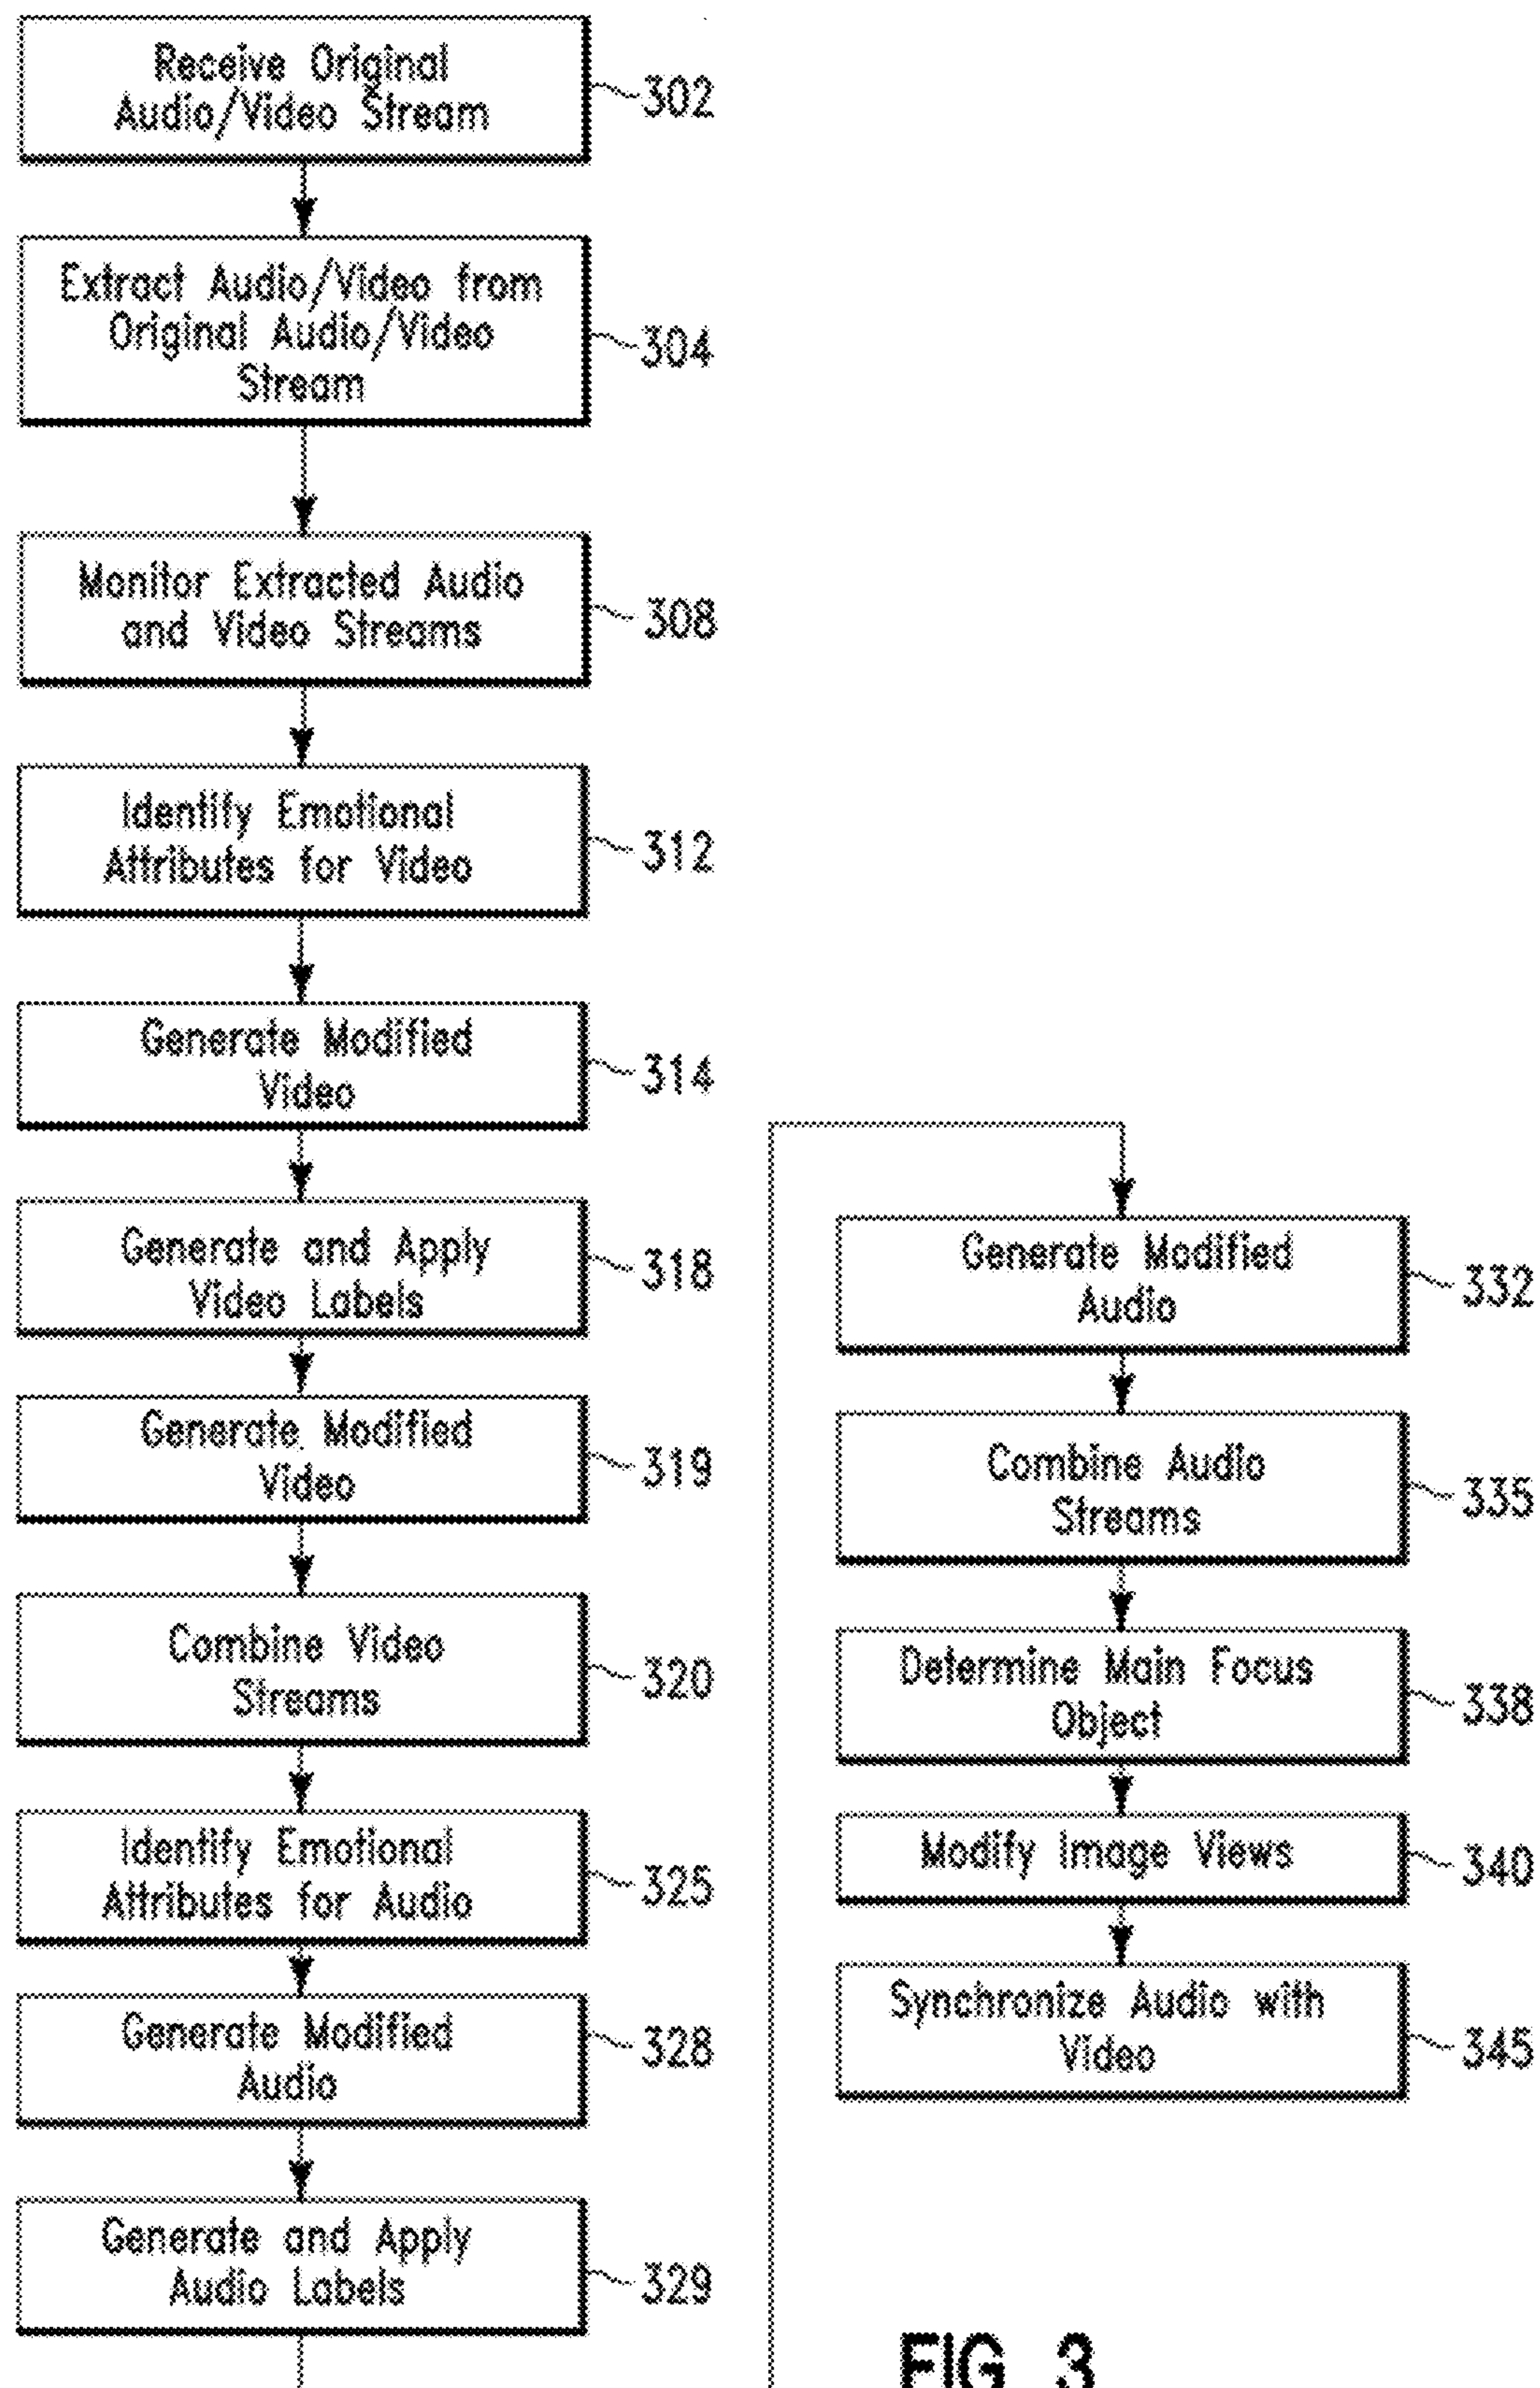 Receive Original
Audio/Video Stream
302
Extract Audio/Video from
Original Audio/Video
Stream
304
Monitor Extracted Audio
and Video Streams
308
Identify Emotional
Attributes for Video
312
Generate Modified
Video
314
Generate and Apply
Video Labels
318
Generate Modified
Video
319
Combine Video
Streams
320
Identify Emotional
Attributes for Audio
325
Generate Modified
Audio
328
Generate and Apply
Audio Labels
329
Generate Modified
Audio
332
Combine Audio
Streams
335
Determine Main Focus
Object
338
Modify Image Views
340
Synchronize Audio with
Video
345
FIG 3